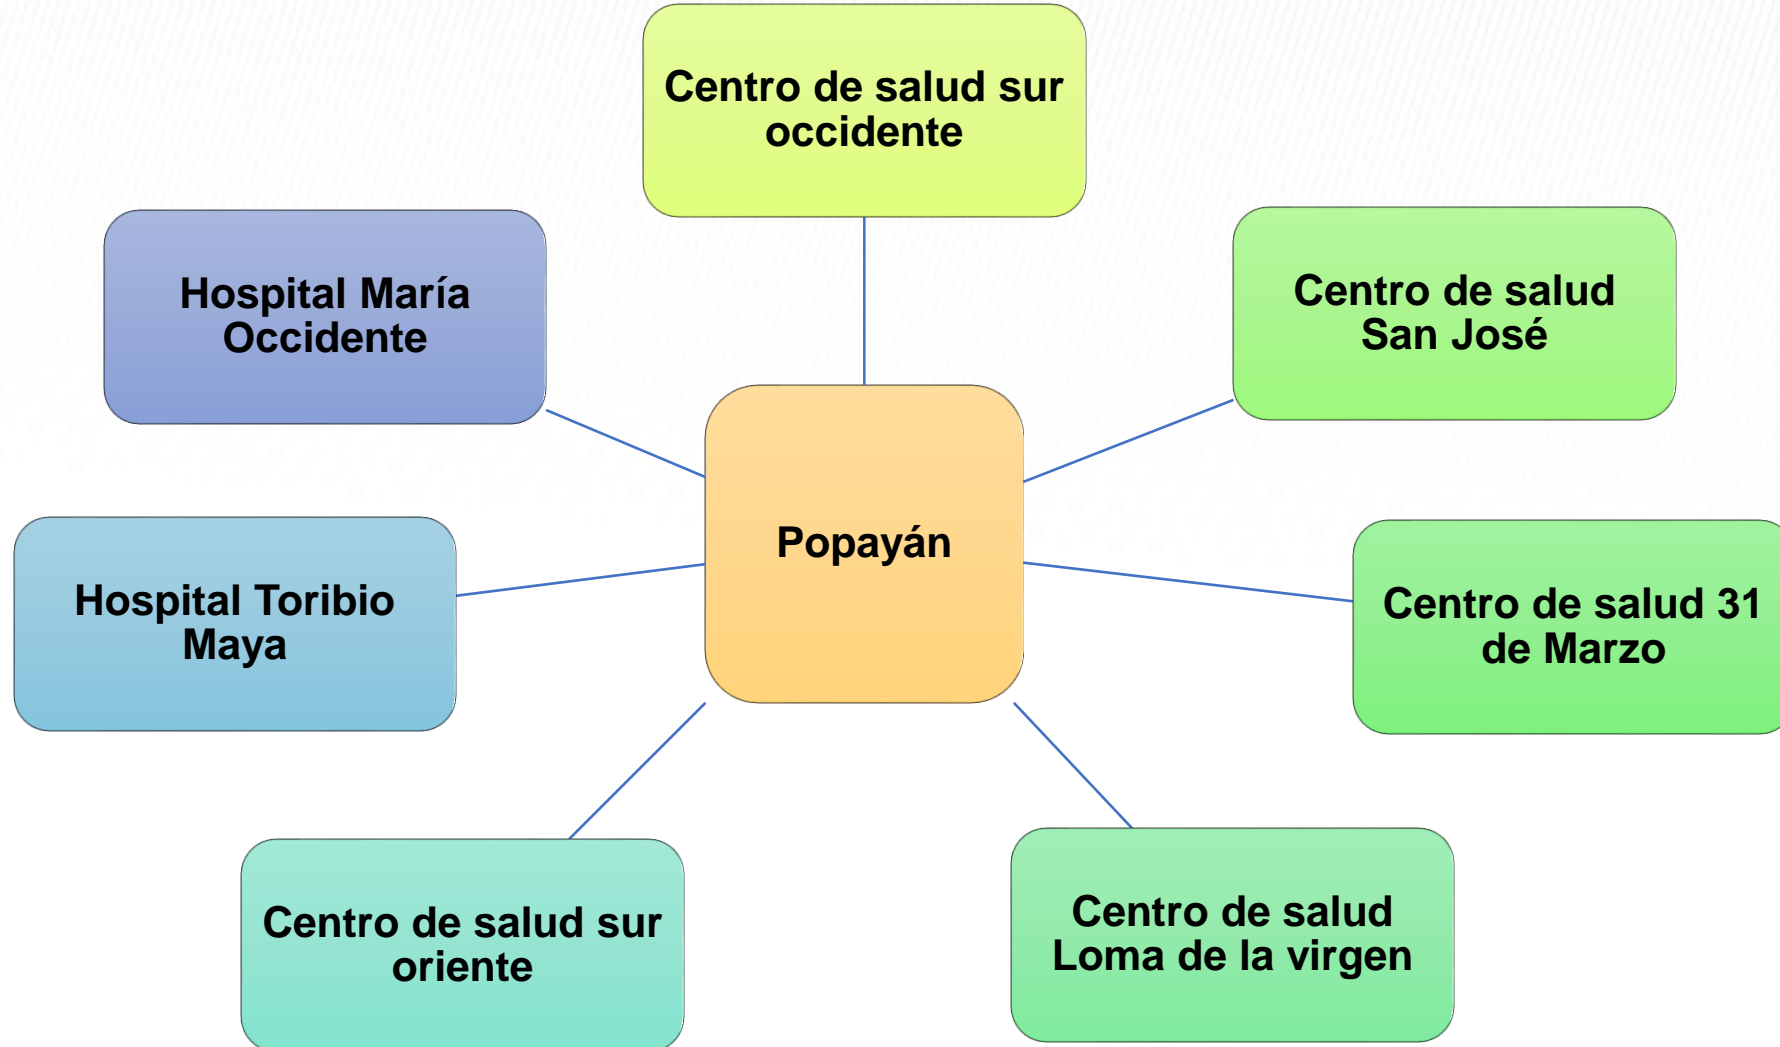 Centro de salud sur
occidente
Hospital María
Occidente
Centro de salud
San José
Popayán
Hospital Toribio
Maya
Centro de salud 31
de Marzo
Centro de salud sur
oriente
Centro de salud
Loma de la virgen